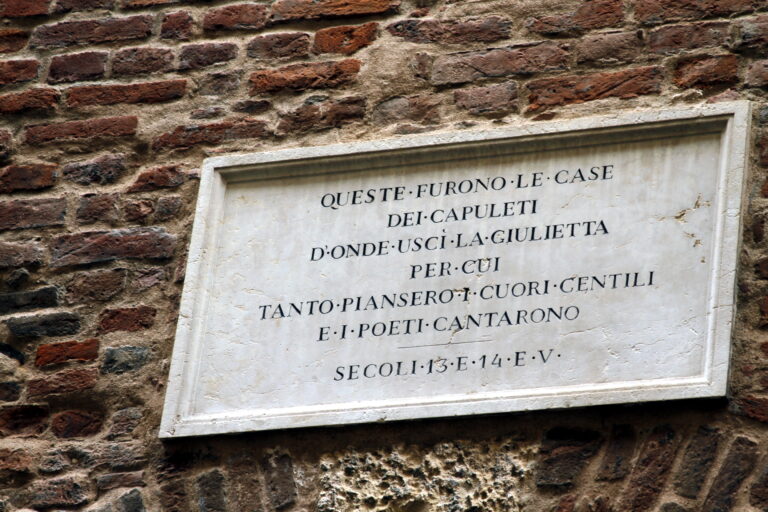 QUESTE·FURONO·LE·CASE
DEI·CAPULETI
D'ONDE·USCÌ·LA·GIULIETTA
PER·CUI
TANTO·PIANSERO·I·CUORI·GENTILI
E·I·POETI·CANTARONO
SECOLI·13·E·14·E·V·